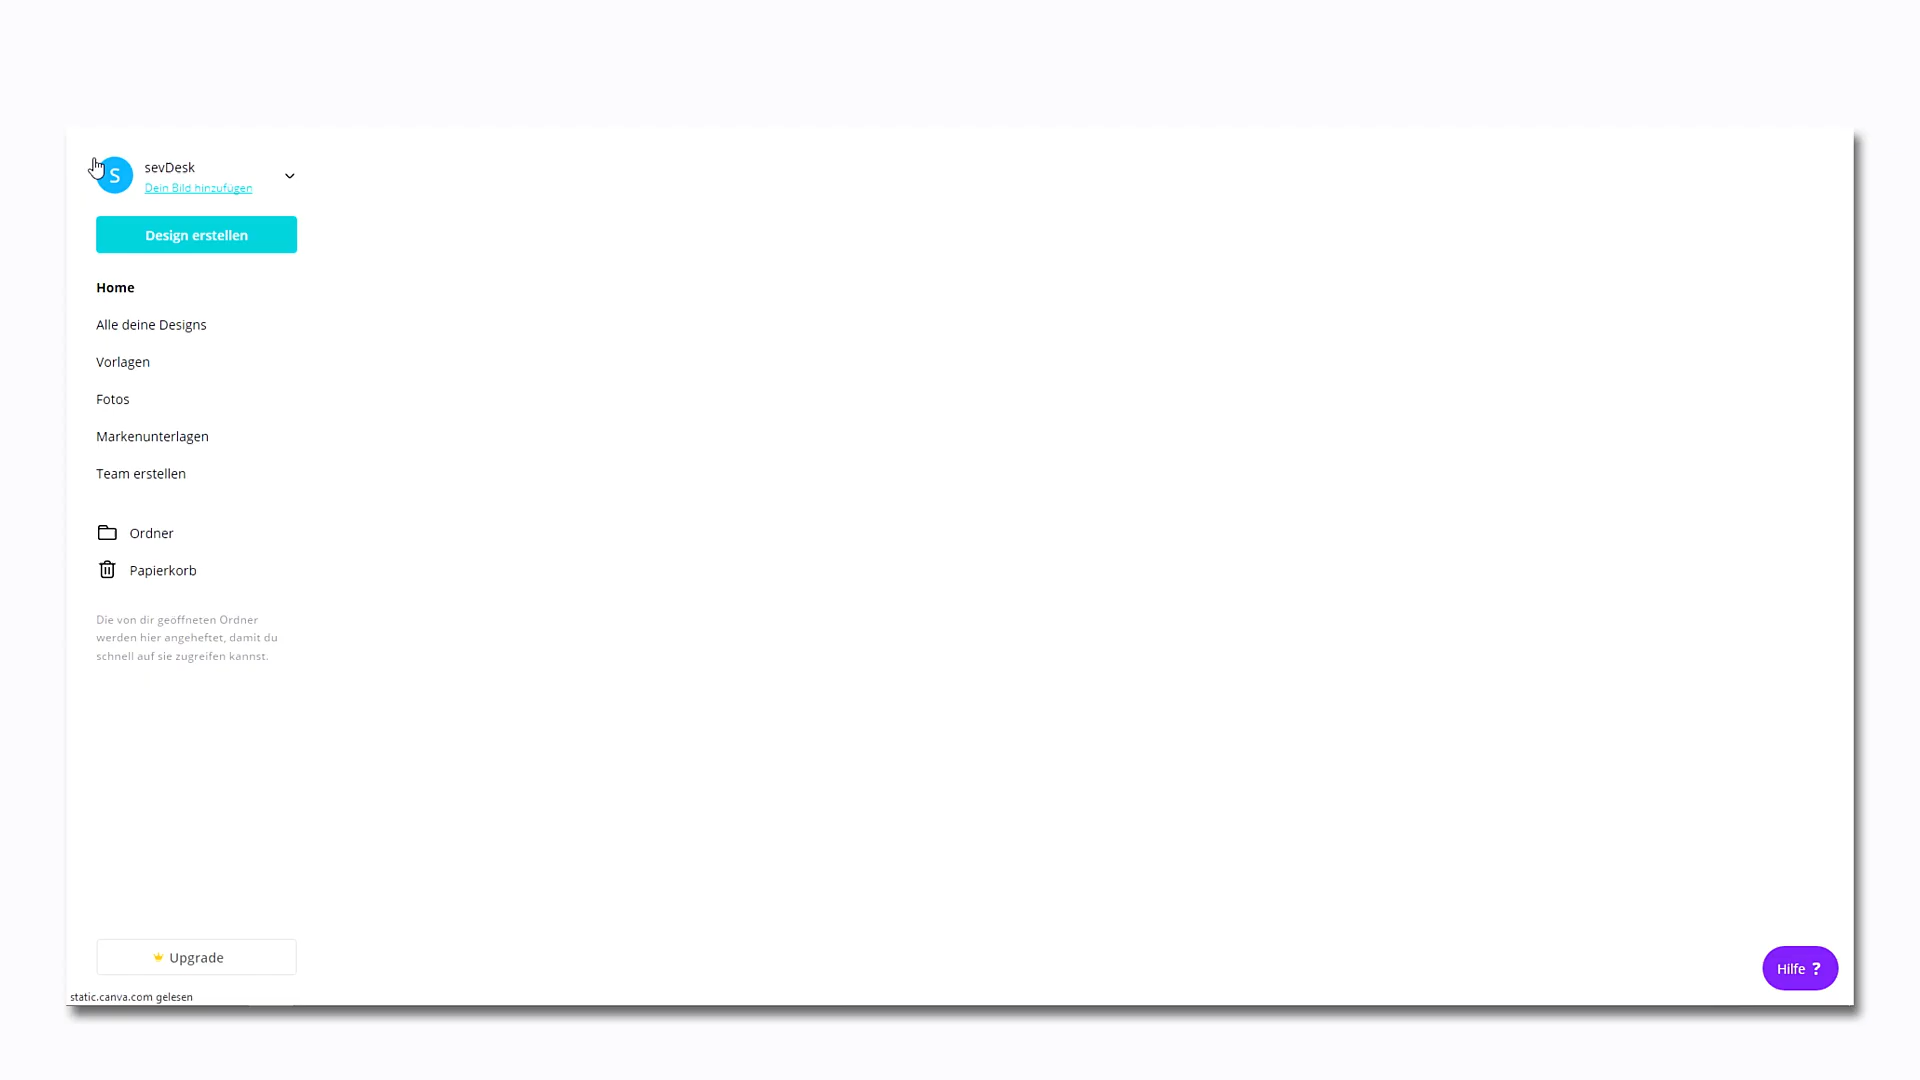 S
sevDesk
Dein Bild hinzufügen
Design erstellen
Home
Alle deine Designs
Vorlagen
Fotos
Markenunterlagen
Team erstellen
Ordner
Papierkorb
Die von dir geöffneten Ordner
werden hier angeheftet, damit du
schnell auf sie zugreifen kannst.
Upgrade
Hilfe ?
static.canva.com gelesen